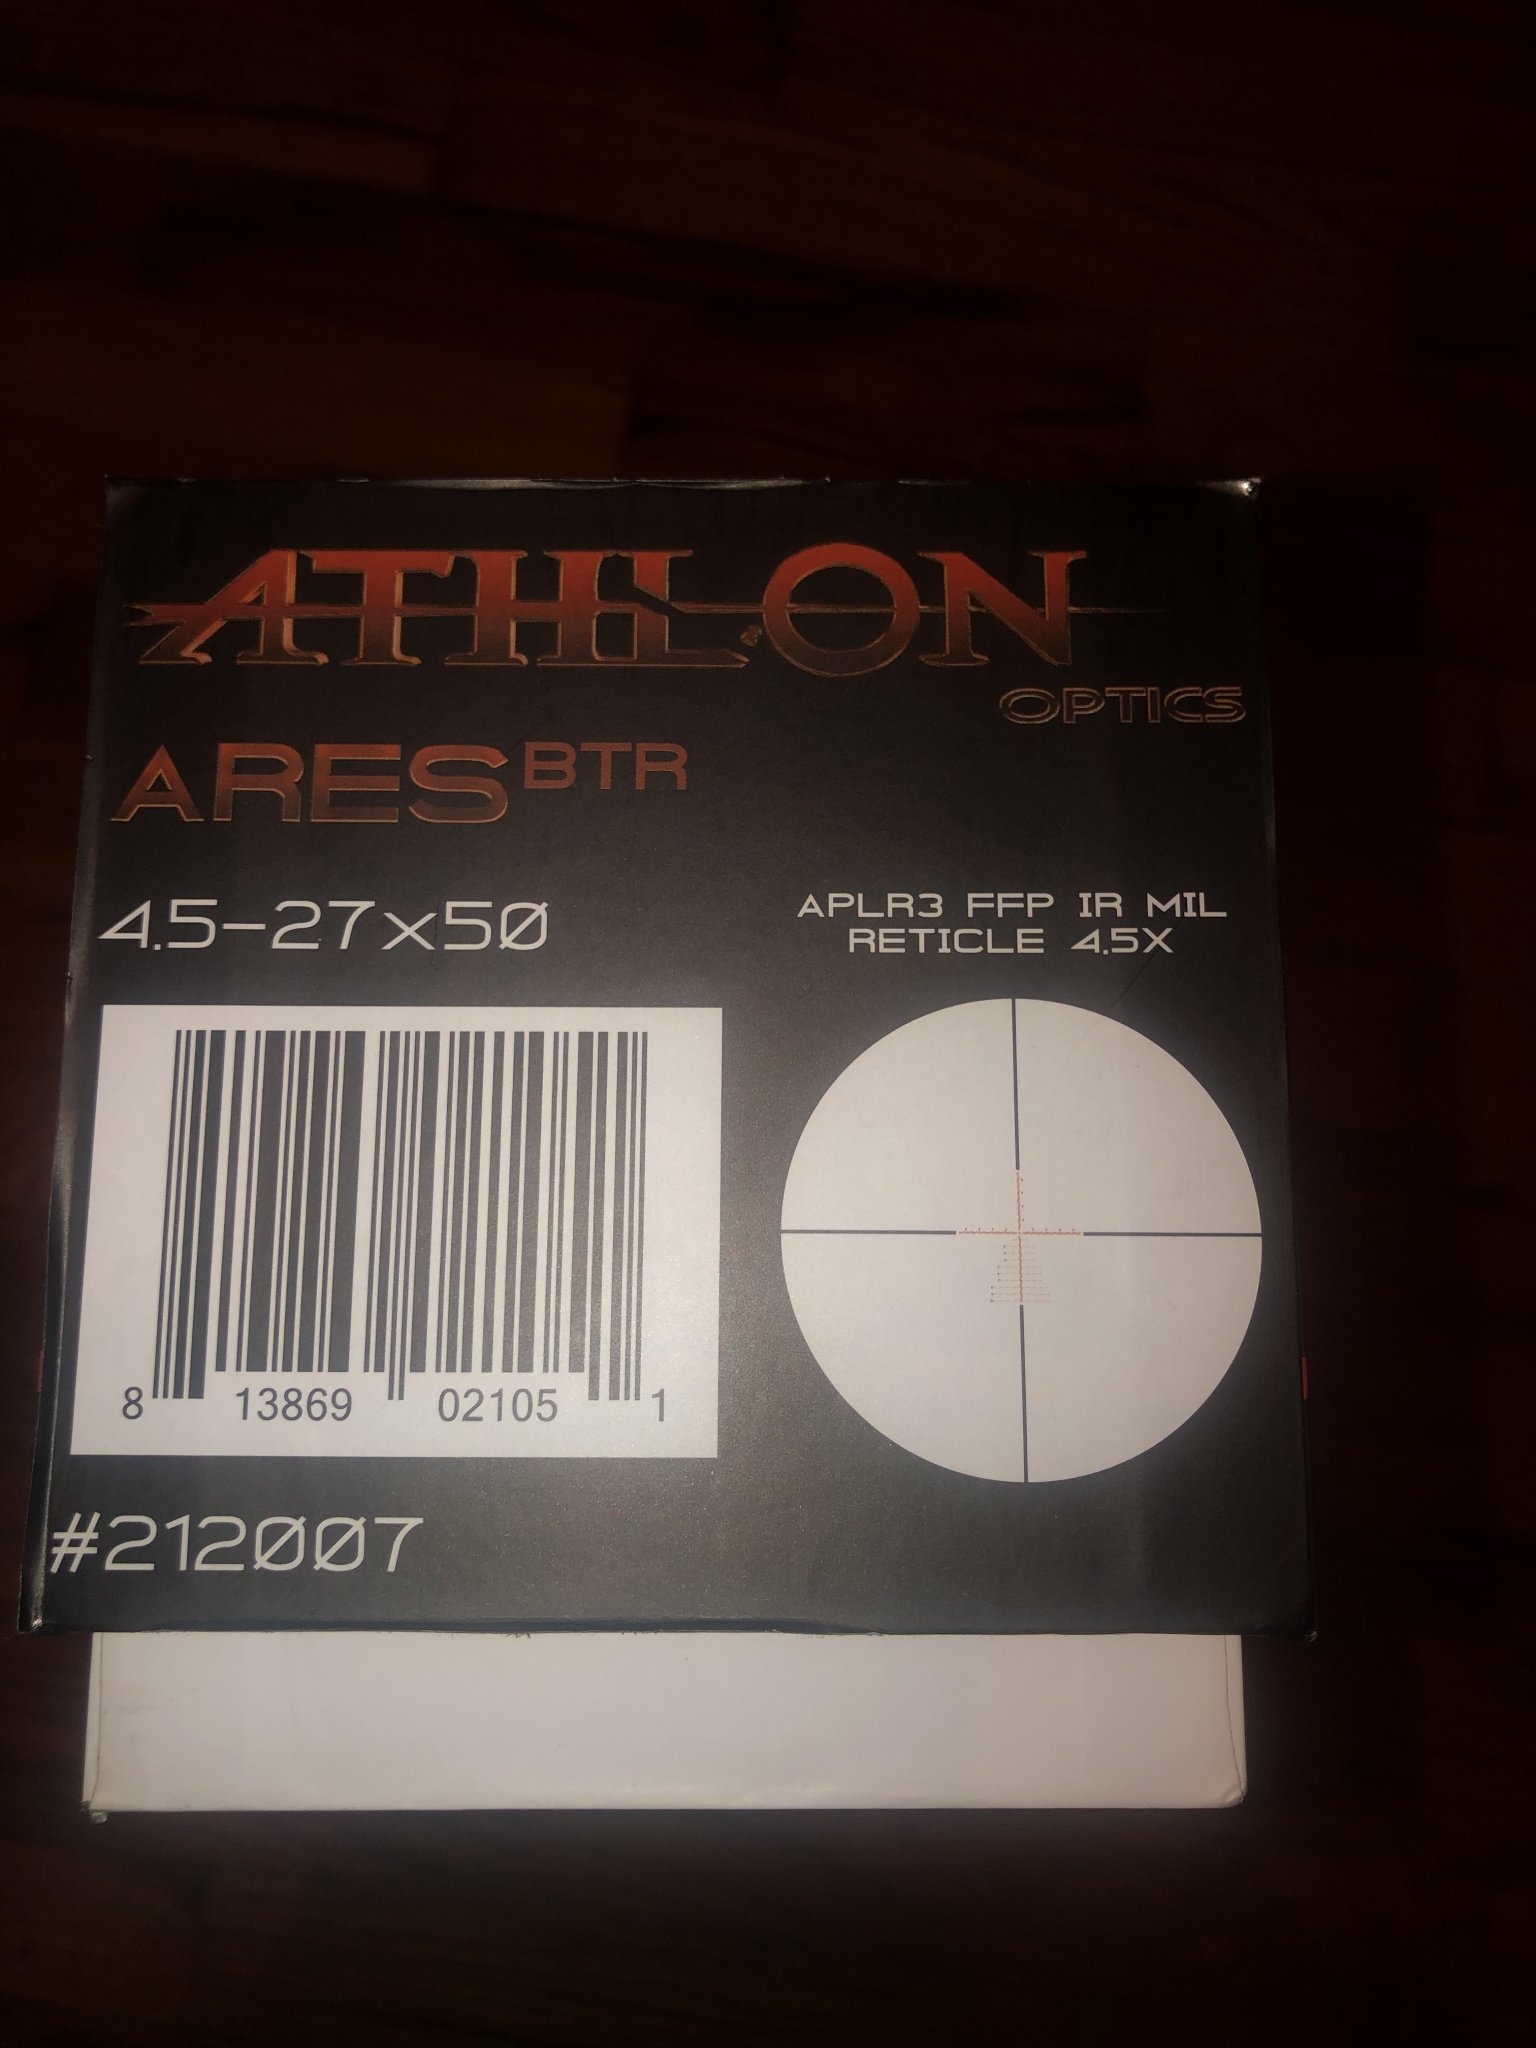 ATHLON
OPTICS
ARES BTR
4.5-27x50
APLR3 FFP IR MIL
RETICLE 4.5X
8 13869 02105 1
#212007